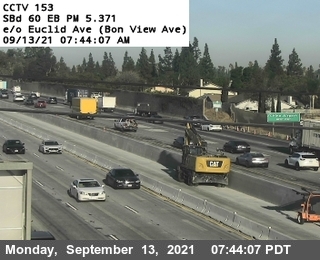 CCTV 153
SBd 60 EB PM 5.371
e/o Euclid Ave (Bon View Ave)
09/13/21 07:44:07 AM
CAT
Monday, September 13, 2021 07:44:07 PDT